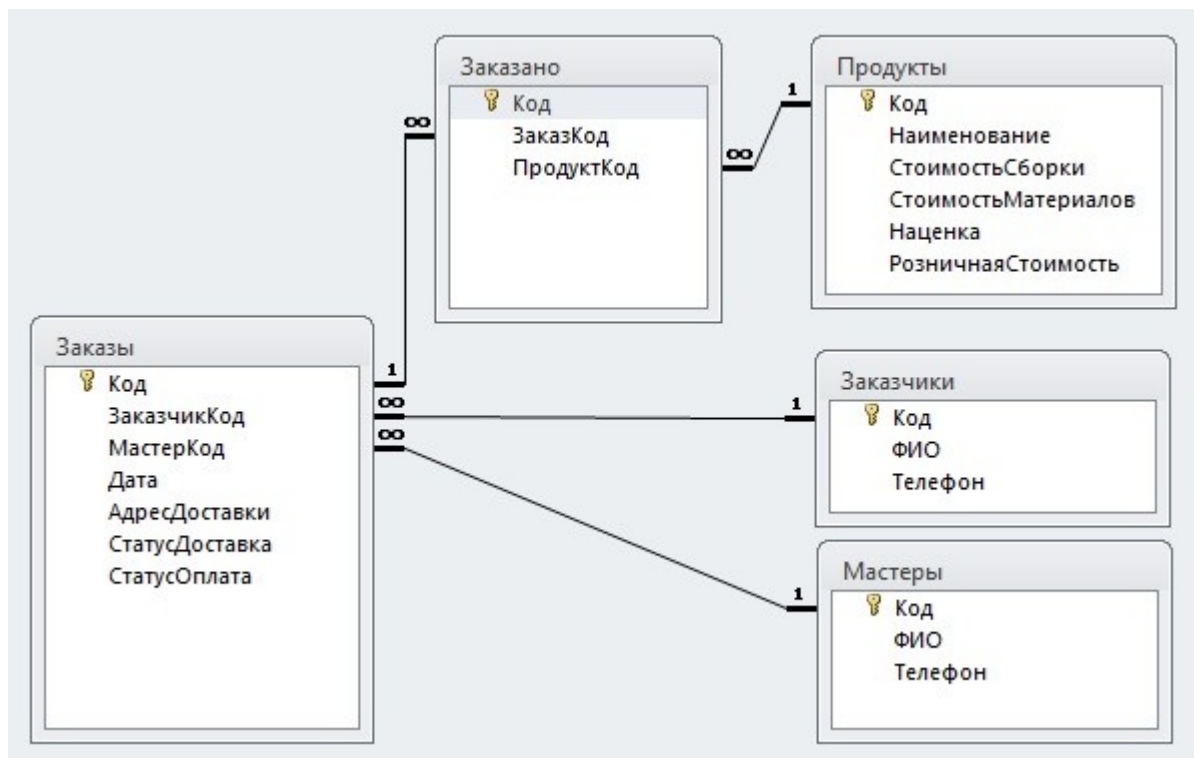 Заказано
Код
ЗаказКод
ПродуктКод
∞
∞
1
Продукты
Код
Наименование
СтоимостьСборки
СтоимостьМатериалов
Наценка
РозничнаяСтоимость
Заказы
Код
ЗаказчикКод
МастерКод
Дата
АдресДоставки
СтатусДоставка
СтатусОплата
1
∞
∞
1
1
Заказчики
Код
ФИО
Телефон
Мастеры
Код
ФИО
Телефон